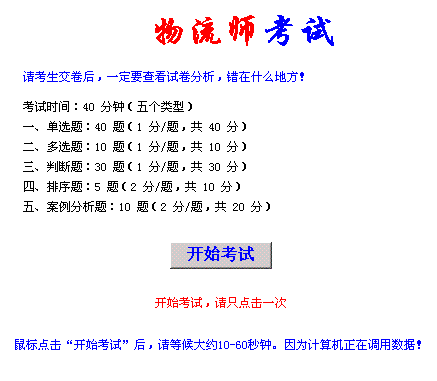 物流师考试
请考生交卷后，一定要查看试卷分析，错在什么地方！
考试时间：40 分钟（五个类型）
一、单选题：40 题（1 分/题，共 40 分）
二、多选题：10 题（1 分/题，共 10 分）
三、判断题：30 题（1 分/题，共 30 分）
四、排序题：5 题（2 分/题，共 10 分）
五、案例分析题：10 题（2 分/题，共 20 分）
开始考试
开始考试，请只点击一次
鼠标点击“开始考试”后，请等候大约10-60秒钟。因为计算机正在调用数据！